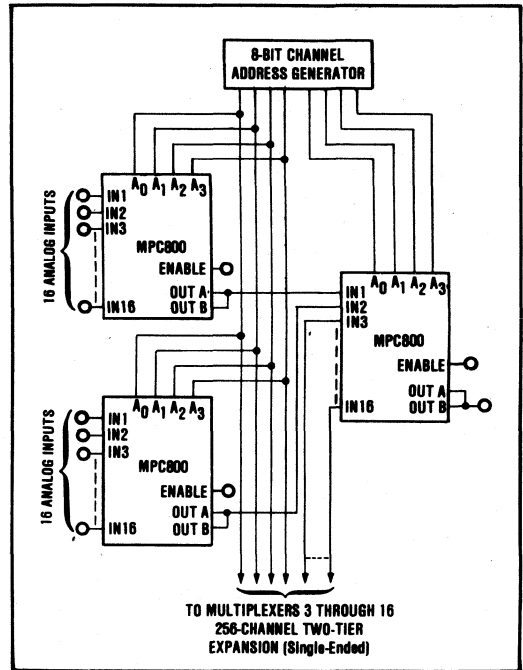 8-BIT CHANNEL
ADDRESS GENERATOR
A0 A1 A2 A3
16 ANALOG INPUTS
IN1
IN2
IN3
MPC800
ENABLE
OUT A
OUT B
IN16
A0 A1 A2 A3
IN1
IN2
IN3
MPC800
ENABLE
OUT A
OUT B
IN16
A0 A1 A2 A3
16 ANALOG INPUTS
IN1
IN2
IN3
MPC800
ENABLE
OUT A
OUT B
IN16
TO MULTIPLEXERS 3 THROUGH 16
256-CHANNEL TWO-TIER
EXPANSION (Single-Ended)